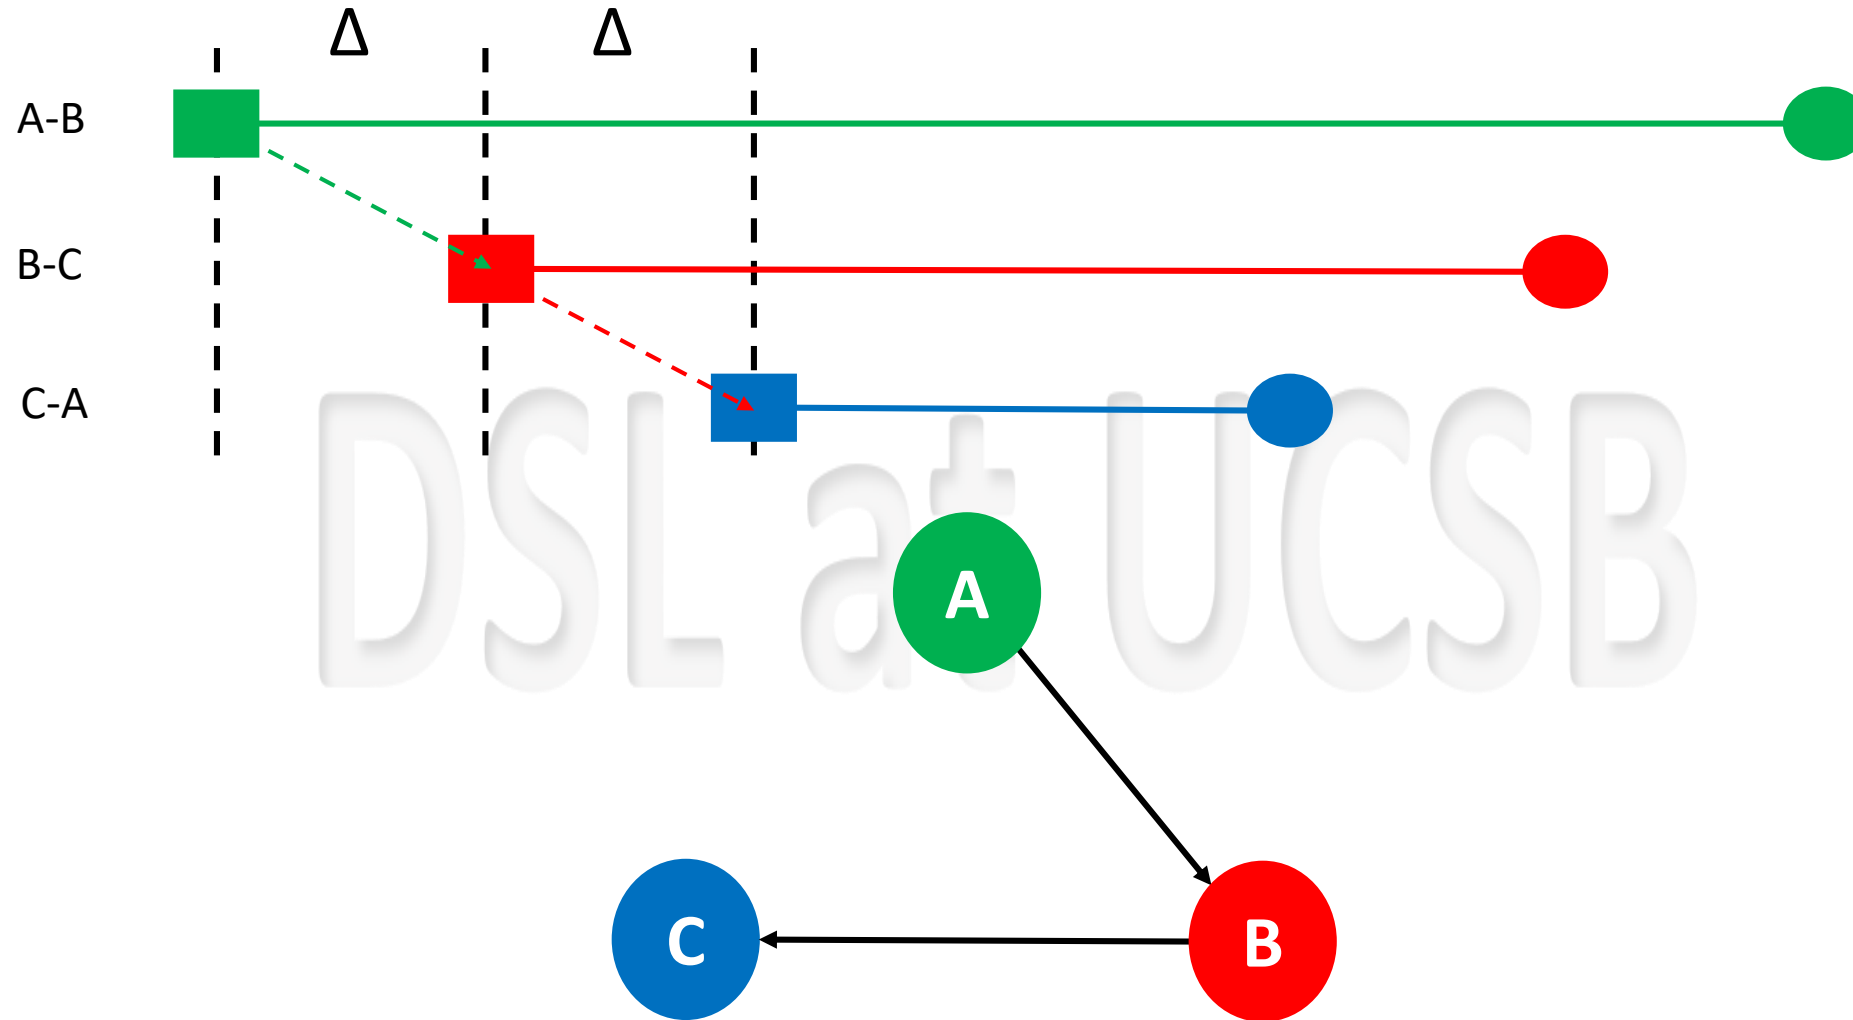 Δ Δ
A-B
B-C
C-A
DSL at UCSB
A
C B